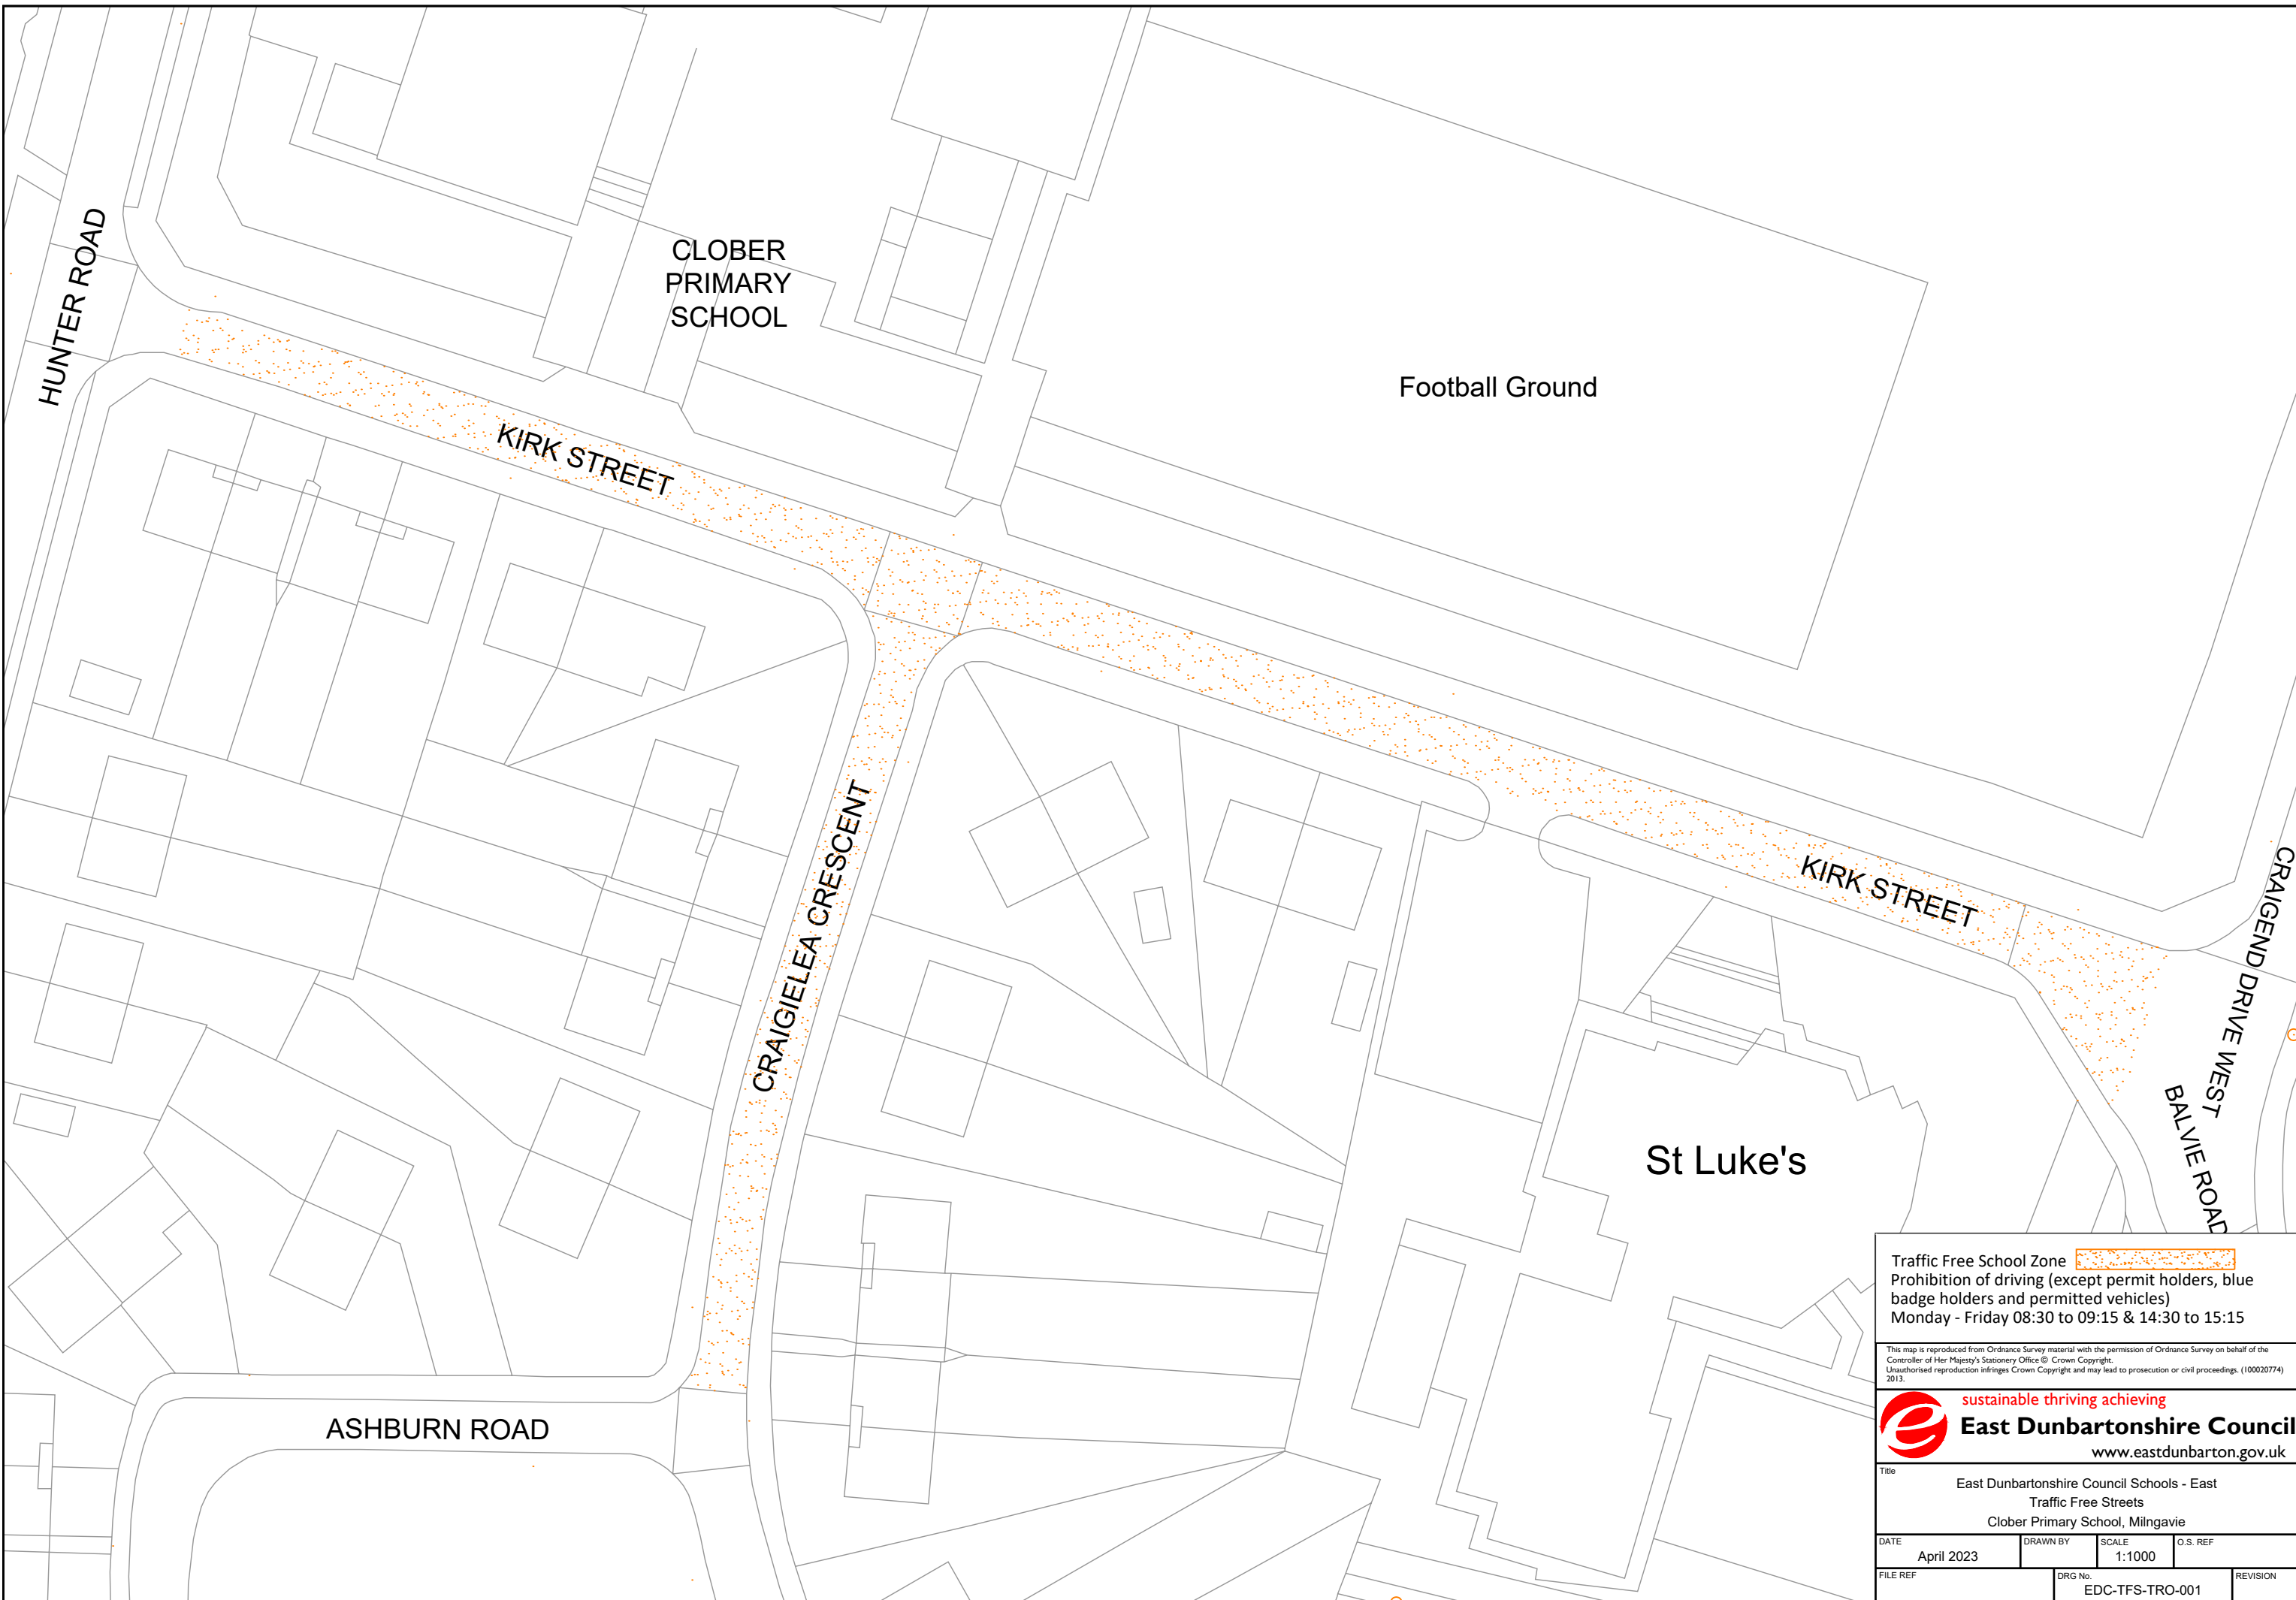 HUNTER ROAD
CLOBER
PRIMARY
SCHOOL
Football Ground
KIRK STREET
CRAIGIELEA CRESCENT
KIRK STREET
CRAIGEND DRIVE WEST
BALVIE ROAD
St Luke's
ASHBURN ROAD
Traffic Free School Zone
Prohibition of driving (except permit holders, blue
badge holders and permitted vehicles)
Monday - Friday 08:30 to 09:15 & 14:30 to 15:15
This map is reproduced from Ordnance Survey material with the permission of Ordnance Survey on behalf of the
Controller of Her Majesty's Stationery Office © Crown Copyright.
Unauthorised reproduction infringes Crown Copyright and may lead to prosecution or civil proceedings. (100020774)
2013.
sustainable thriving achieving
East Dunbartonshire Council
www.eastdunbarton.gov.uk
Title
East Dunbartonshire Council Schools - East
Traffic Free Streets
Clober Primary School, Milngavie
DATE
April 2023
DRAWN BY
SCALE
1:1000
O.S. REF
FILE REF
DRG No.
EDC-TFS-TRO-001
REVISION